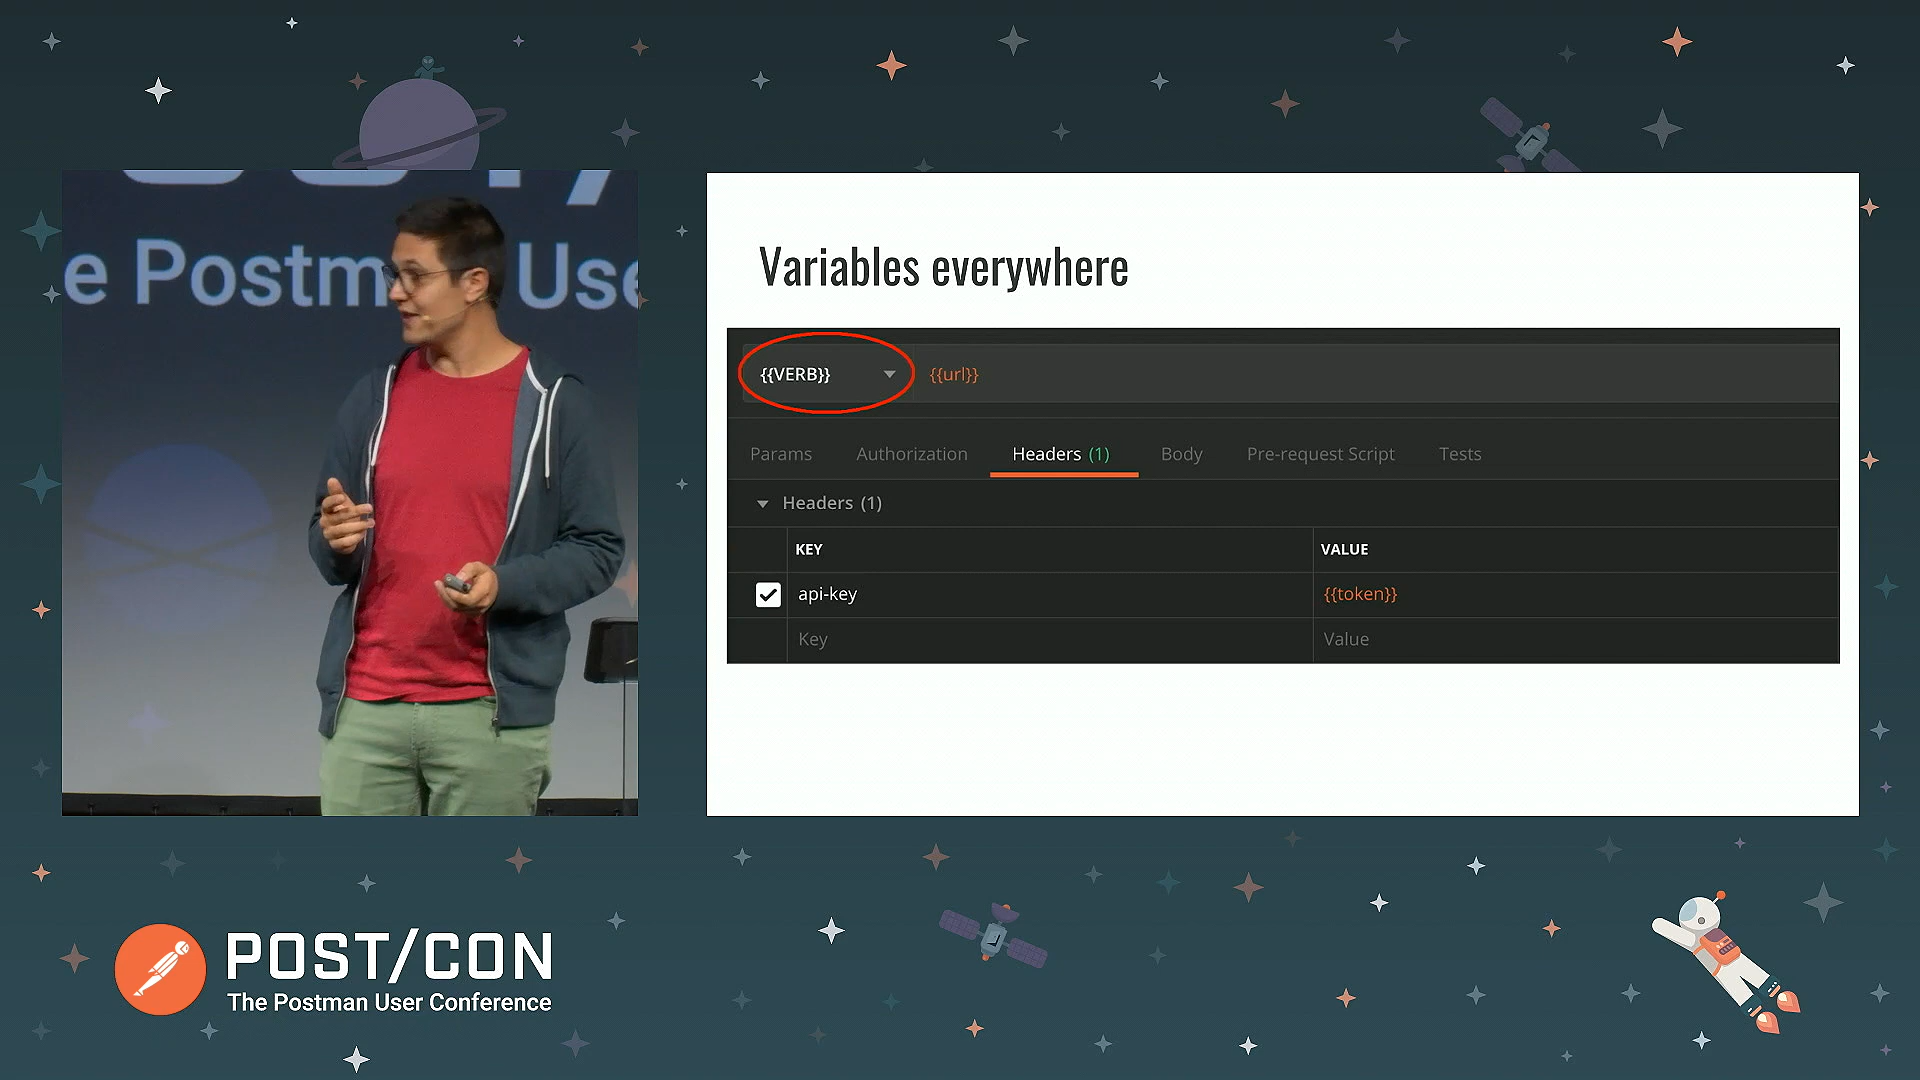 e Postm Use
Variables everywhere
{{VERB}} {{url}}
Params Authorization Headers (1) Body Pre-request Script Tests
Headers (1)
KEY VALUE
api-key {{token}}
Key Value
POST/CON
The Postman User Conference